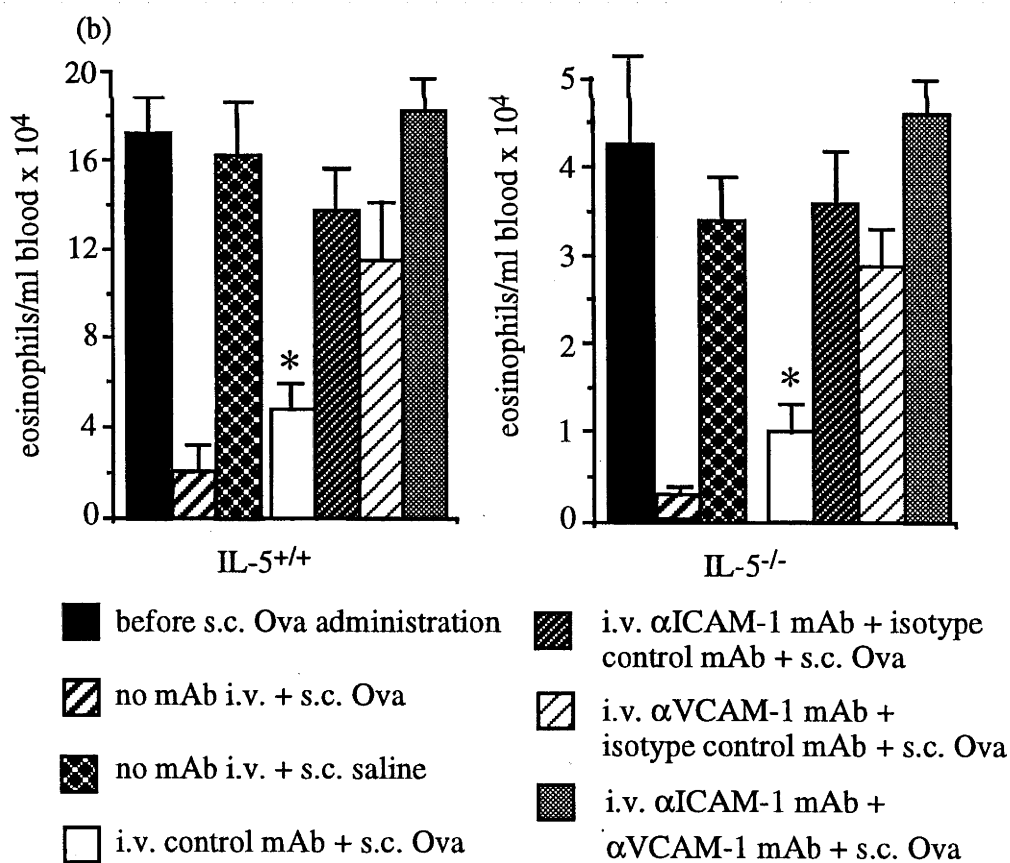 (b)
eosinophils/ml blood x 10⁴
20
16
12
8
4
0
*
IL-5+/+
eosinophils/ml blood x 10⁴
5
4
3
2
1
0
*
IL-5-/-
before s.c. Ova administration
no mAb i.v. + s.c. Ova
no mAb i.v. + s.c. saline
i.v. control mAb + s.c. Ova
i.v. αICAM-1 mAb + isotype
control mAb + s.c. Ova
i.v. αVCAM-1 mAb +
isotype control mAb + s.c. Ova
i.v. αICAM-1 mAb +
αVCAM-1 mAb + s.c. Ova